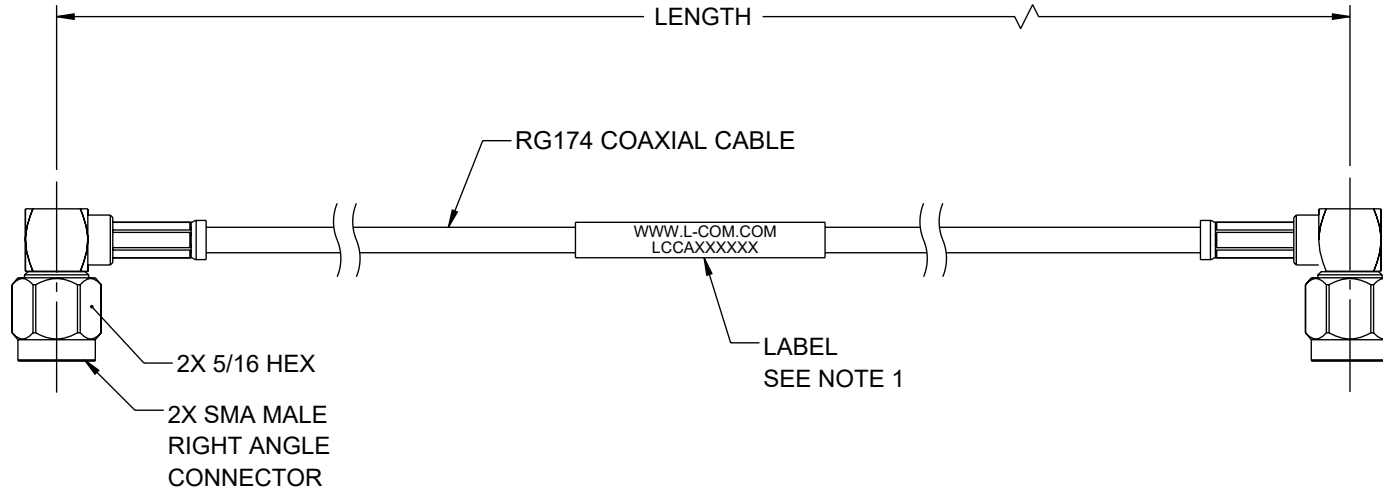 LENGTH
RG174 COAXIAL CABLE
WWW.L-COM.COM
LCCAXXXXXX
2X 5/16 HEX
LABEL
SEE NOTE 1
2X SMA MALE
RIGHT ANGLE
CONNECTOR